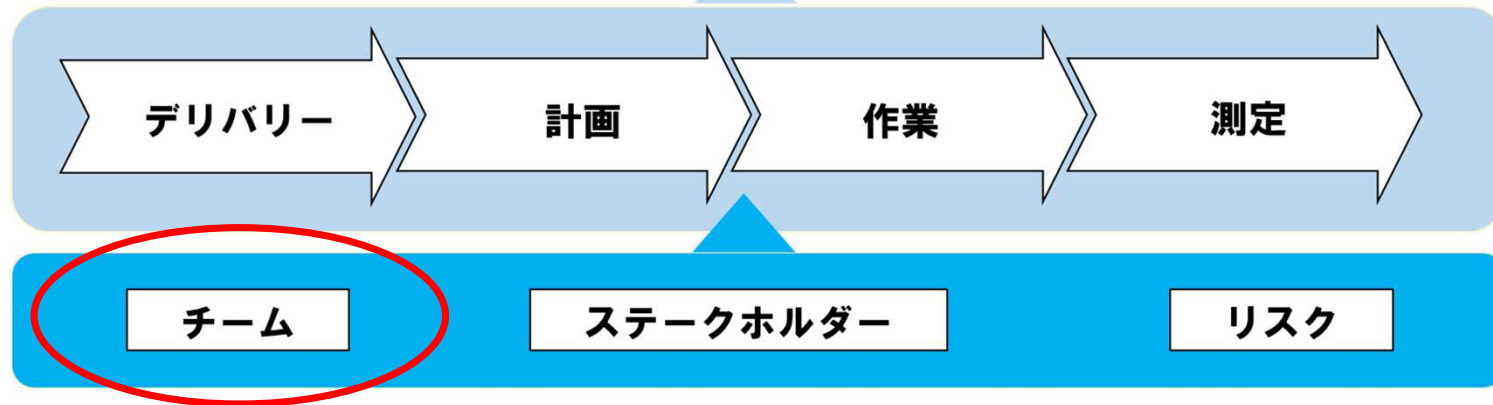 デリバリー
計画
作業
測定
チーム
ステークホルダー
リスク